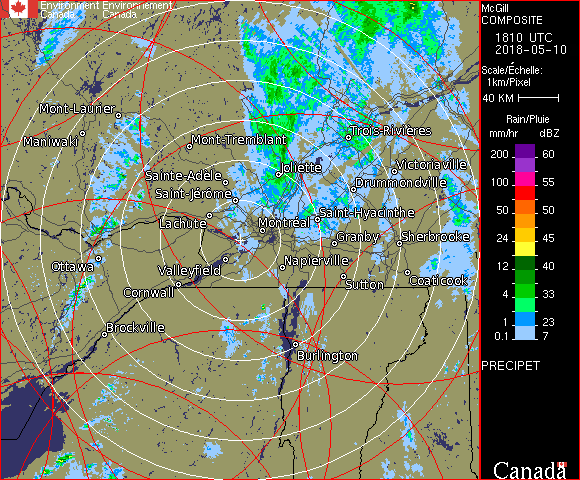 Environment Environnement
Canada Canada
McGill
COMPOSITE
1810 UTC
2018-05-10
Scale/Échelle:
1km/Pixel
40 KM
Rain/Pluie
mm/hr dBZ
200 60
100 55
50 50
24 45
12 40
4 33
1 23
0.1 7
PRECIPET
Canada
Mont-Laurier
Maniwaki
Mont-Tremblant
Trois-Rivières
Joliette
Victoriaville
Sainte-Adèle
Drummondville
Saint-Jérôme
Saint-Hyacinthe
Lachute
Montréal
Granby
Sherbrooke
Ottawa
Valleyfield
Napierville
Cornwall
Sutton
Coaticook
Brockville
Burlington